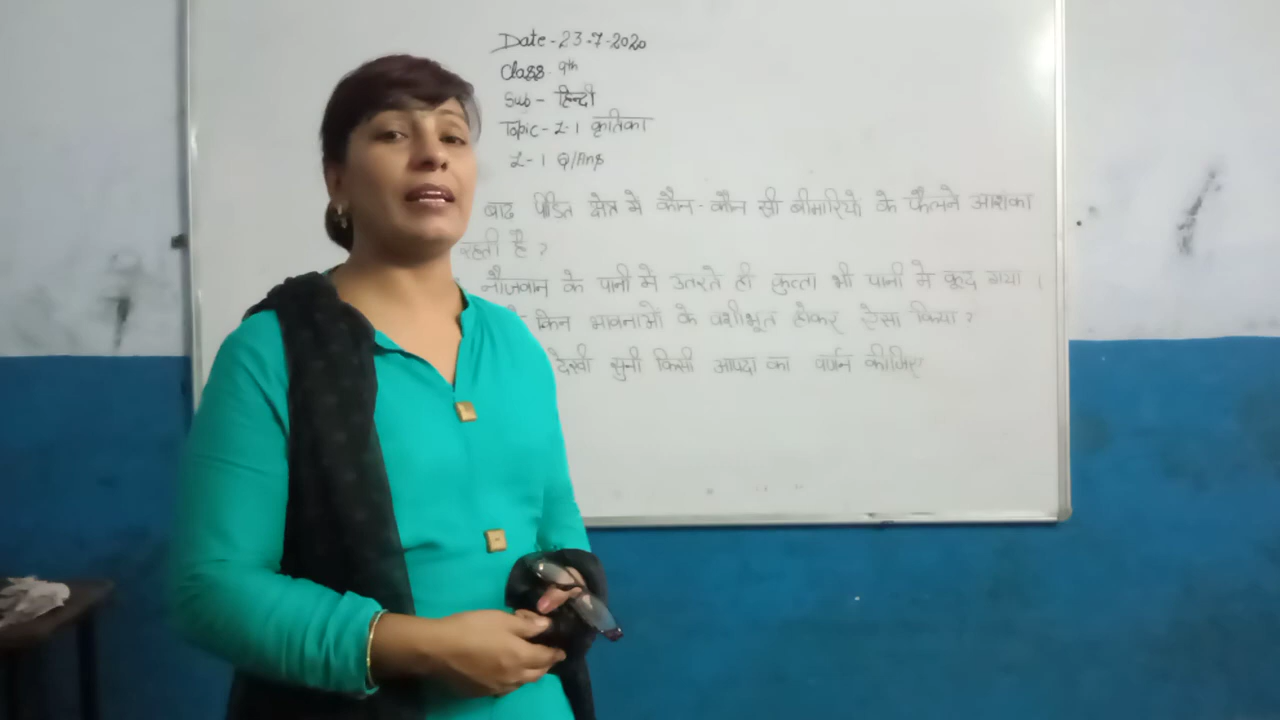 Date - 23-7-2020
Class - 9th
Sub - हिन्दी
Topic - L-1 कृतिका
L-1 Q/Ans
बाढ पीडित क्षेत्र मे कौन-कौन सी बीमारियो के फैलने आशंका
रहती है ?
नौजवान के पानी मे उतरते ही कुत्ता भी पानी मे कूद गया ।
किन भावनाओ के वशीभूत होकर ऐसा किया ?
देखी सुनी किसी आपदा का वर्णन कीजिए